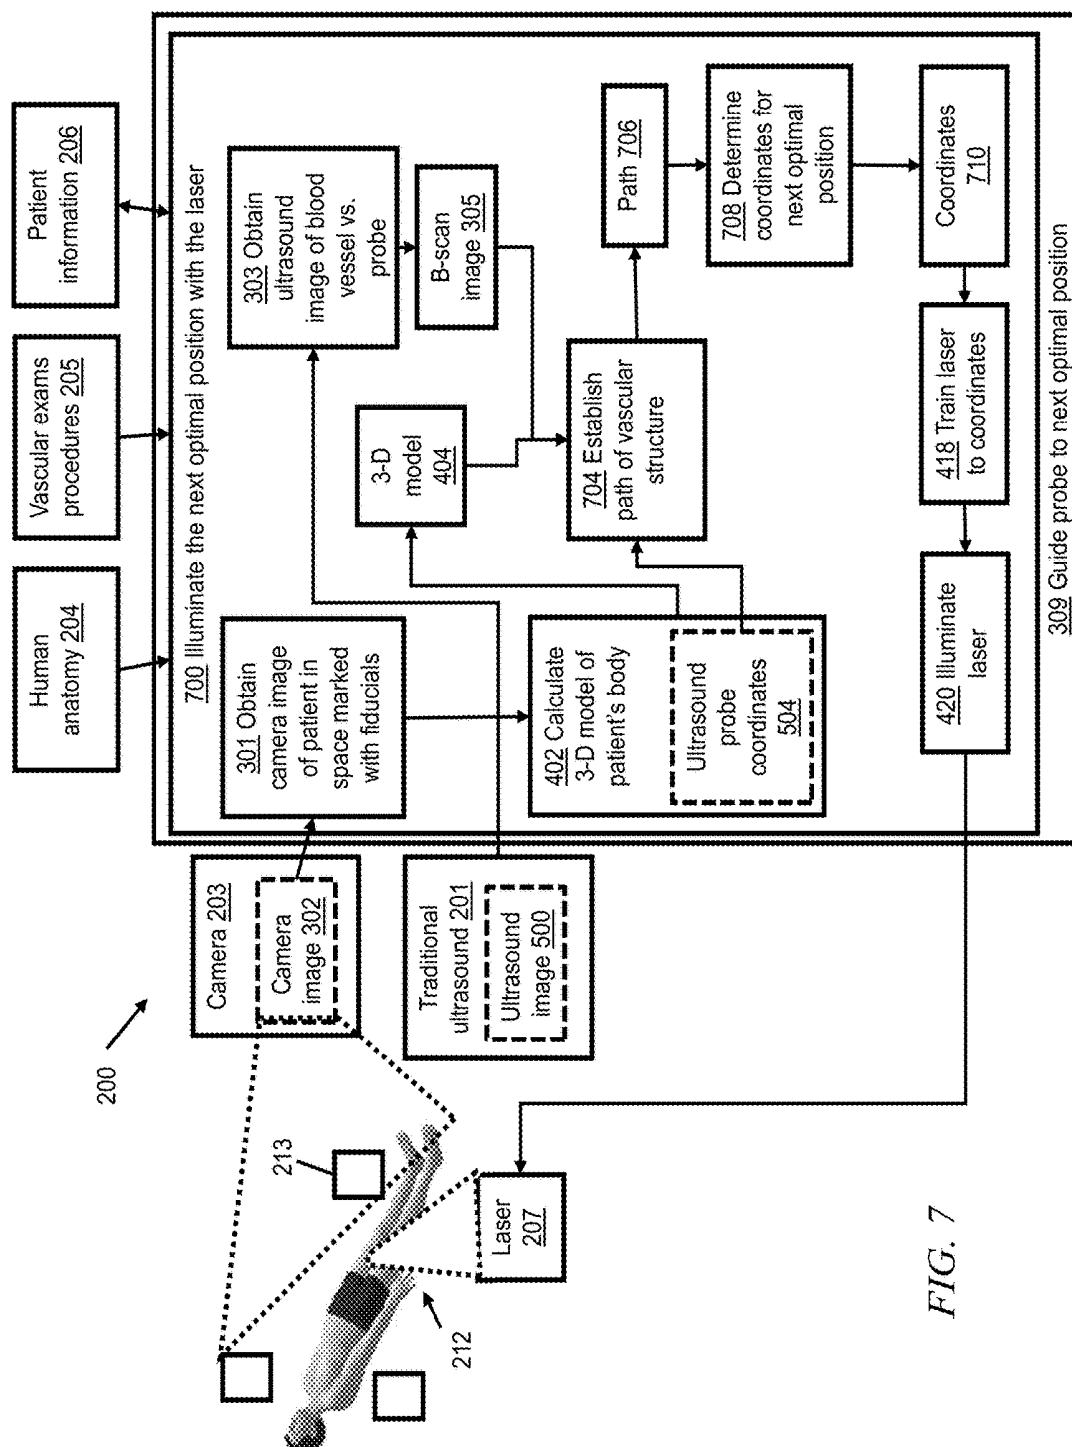 Human
anatomy 204
Vascular exams
procedures 205
Patient
information 206
200
Camera 203
Camera
image 302
Traditional
ultrasound 201
Ultrasound
image 500
213
212
Laser
207
700 Illuminate the next optimal position with the laser
301 Obtain
camera image
of patient in
space marked
with fiducials
303 Obtain
ultrasound
image of blood
vessel vs.
probe
B-scan
image 305
3-D
model
404
402 Calculate
3-D model of
patient's body
Ultrasound
probe
coordinates
504
704 Establish
path of vascular
structure
Path 706
708 Determine
coordinates for
next optimal
position
Coordinates
710
418 Train laser
to coordinates
420 Illuminate
laser
309 Guide probe to next optimal position
FIG. 7